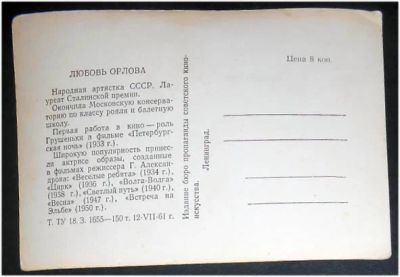 ЛЮБОВЬ ОРЛОВА
Народная артистка СССР. Ла-
уреат Сталинской премии.
Окончила Московскую консерва-
торию по классу рояля и балетную
школу.
Первая работа в кино — роль
Грушеньки в фильме «Петербург-
ская ночь» (1933 г.).
Широкую популярность принес-
ли актрисе образы, созданные
в фильмах режиссера Г. Алексан-
дрова: «Веселые ребята» (1934 г.),
«Цирк» (1936 г.), «Волга-Волга»
(1958 г.), «Светлый путь» (1940 г.),
«Весна» (1947 г.), «Встреча на
Эльбе» (1950 г.).
Т. ТУ 18. З. 1655—150 т. 12-VII-61 г.
Издание бюро пропаганды советского кино-
искусства.
Ленинград.
Цена 8 коп.